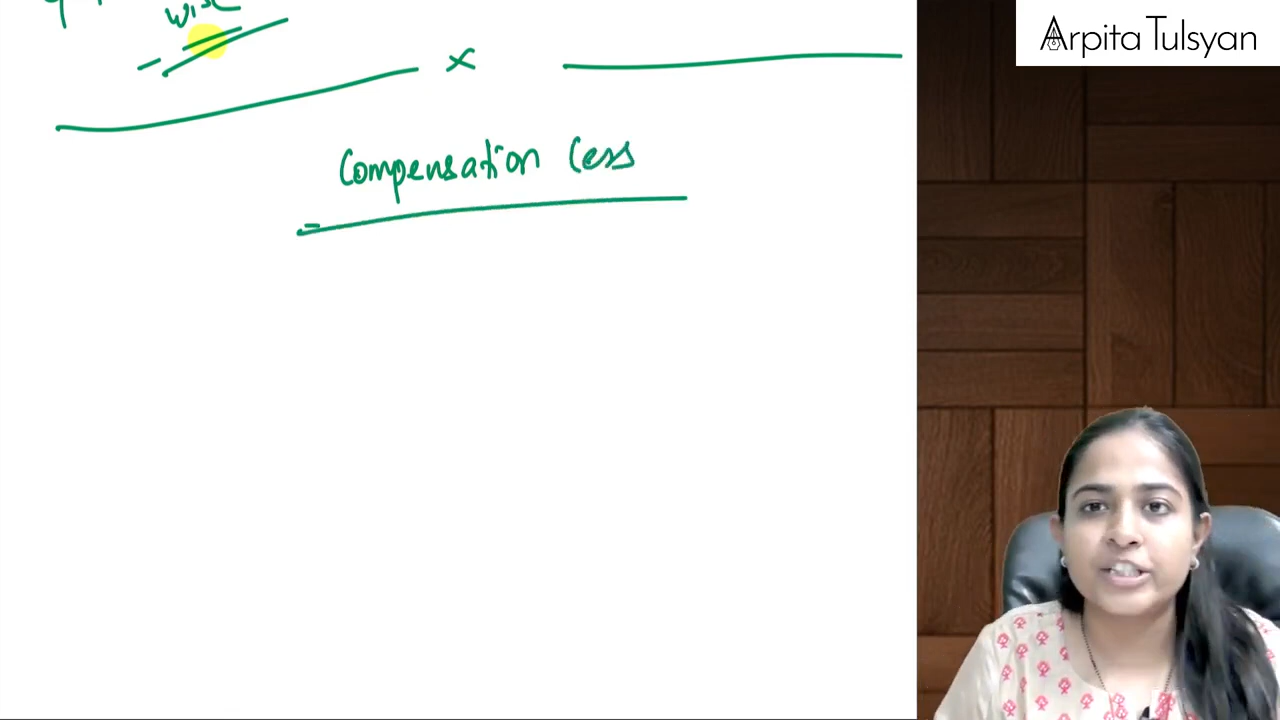 Arpita Tulsyan
wise
x
Compensation Cess